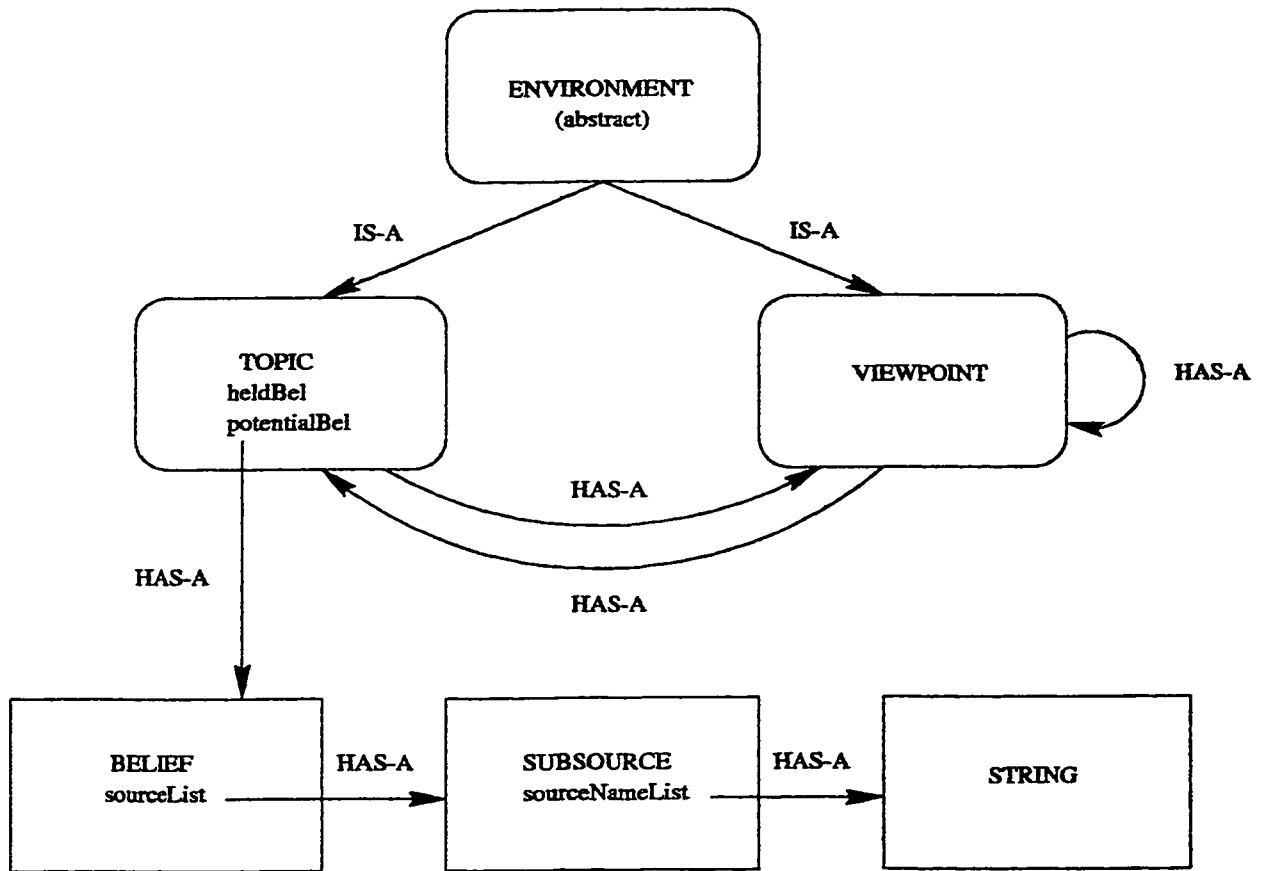 ENVIRONMENT
(abstract)
IS-A
IS-A
TOPIC
heldBel
potentialBel
VIEWPOINT
HAS-A
HAS-A
HAS-A
HAS-A
BELIEF
sourceList
HAS-A
SUBSOURCE
sourceNameList
HAS-A
STRING